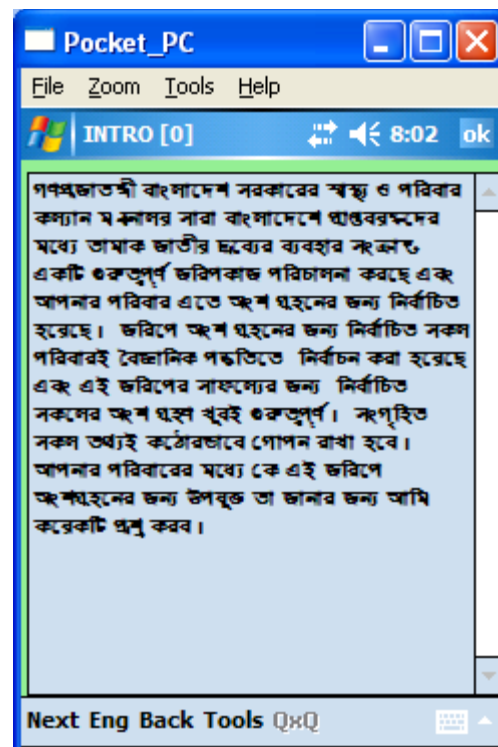 Pocket_PC
File Zoom Tools Help
INTRO [0] 8:02 ok
গণপ্রজাতন্ত্রী বাংলাদেশ সরকারের স্বাস্থ্য ও পরিবার
কল্যান মন্ত্রনালয় সারা বাংলাদেশে প্রাপ্তবয়স্কদের
মধ্যে তামাক জাতীয় দ্রব্যের ব্যবহার সংক্রান্ত
একটি গুরুত্বপূর্ণ জরিপকাজ পরিচালনা করছে এবং
আপনার পরিবার এতে অংশ গ্রহনের জন্য নির্বাচিত
হয়েছে। জরিপে অংশ গ্রহনের জন্য নির্বাচিত সকল
পরিবারই বৈজ্ঞানিক পদ্ধতিতে নির্বাচন করা হয়েছে
এবং এই জরিপের সাফল্যের জন্য নির্বাচিত
সকলের অংশ গ্রহণ খুবই গুরুত্বপূর্ণ। সংগৃহিত
সকল তথ্যই কঠোরভাবে গোপন রাখা হবে।
আপনার পরিবারের মধ্যে কে এই জরিপে
অংশগ্রহনের জন্য উপযুক্ত তা জানার জন্য আমি
কয়েকটি প্রশ্ন করব।
Next Eng Back Tools QxQ